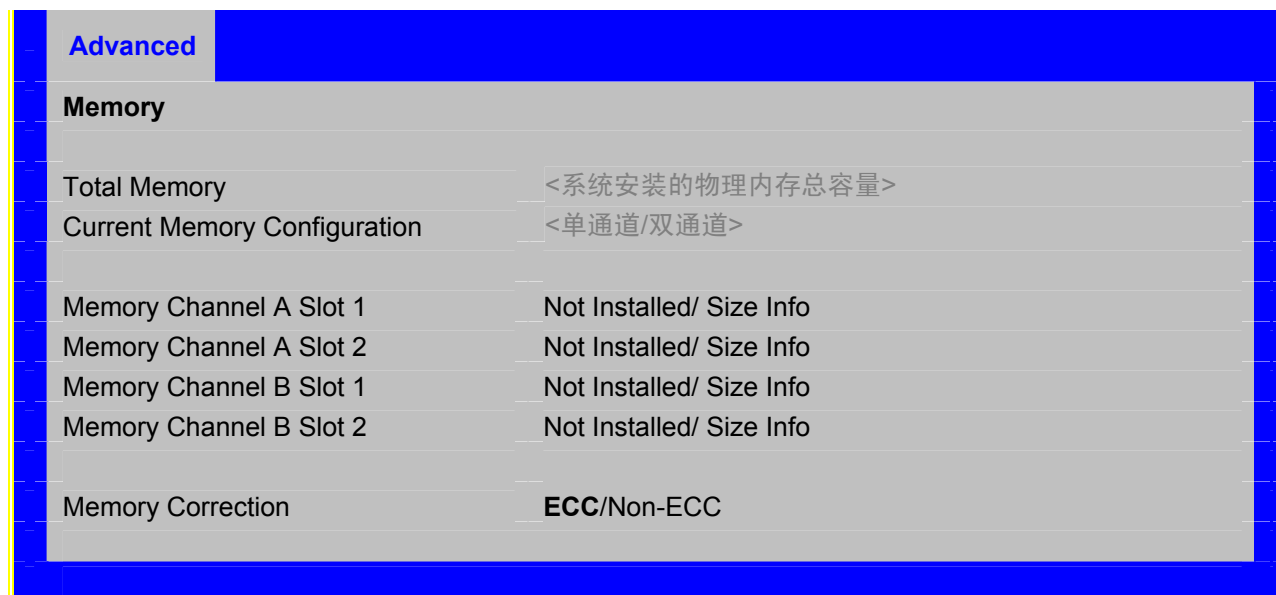 Advanced
Memory
Total Memory <系统安装的物理内存总容量>
Current Memory Configuration <单通道/双通道>
Memory Channel A Slot 1 Not Installed/ Size Info
Memory Channel A Slot 2 Not Installed/ Size Info
Memory Channel B Slot 1 Not Installed/ Size Info
Memory Channel B Slot 2 Not Installed/ Size Info
Memory Correction ECC/Non-ECC